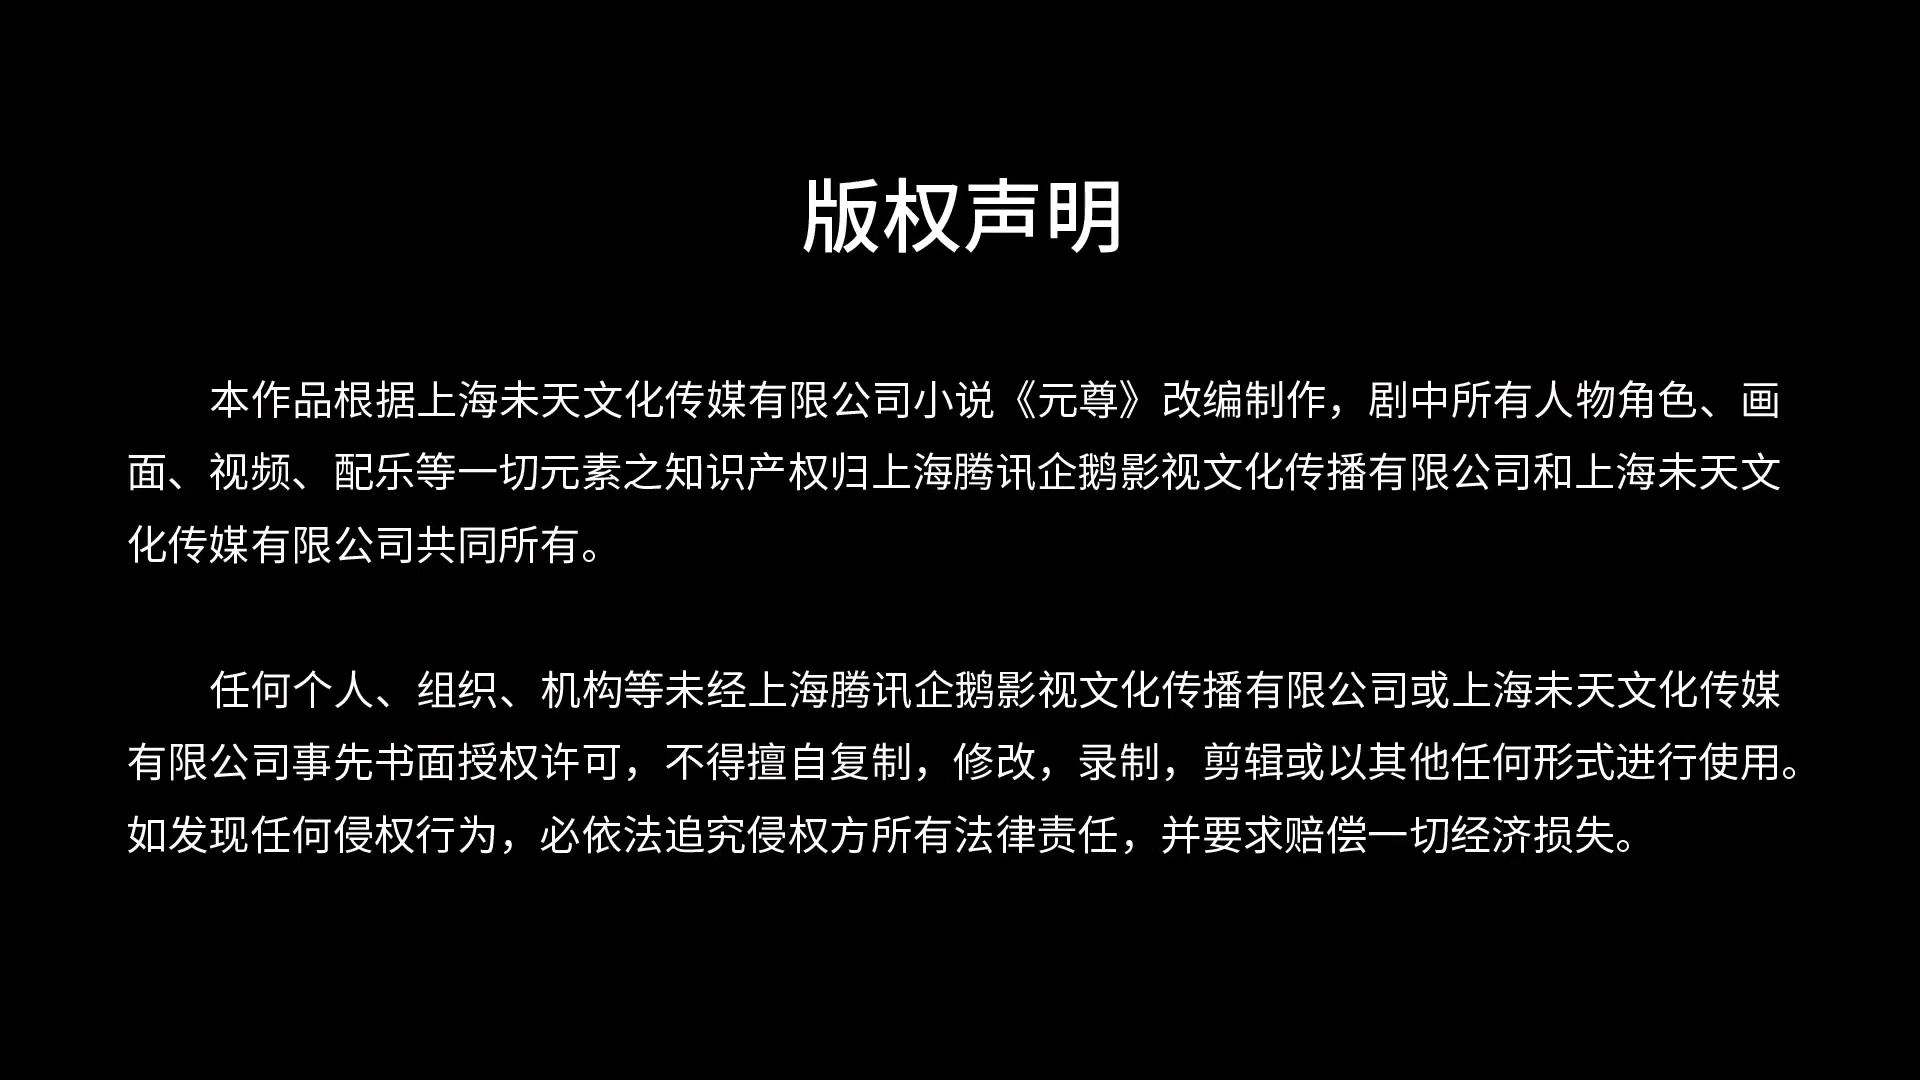 版权声明
本作品根据上海未天文化传媒有限公司小说《元尊》改编制作，剧中所有人物角色、画
面、视频、配乐等一切元素之知识产权归上海腾讯企鹅影视文化传播有限公司和上海未天文
化传媒有限公司共同所有。
任何个人、组织、机构等未经上海腾讯企鹅影视文化传播有限公司或上海未天文化传媒
有限公司事先书面授权许可，不得擅自复制，修改，录制，剪辑或以其他任何形式进行使用。
如发现任何侵权行为，必依法追究侵权方所有法律责任，并要求赔偿一切经济损失。